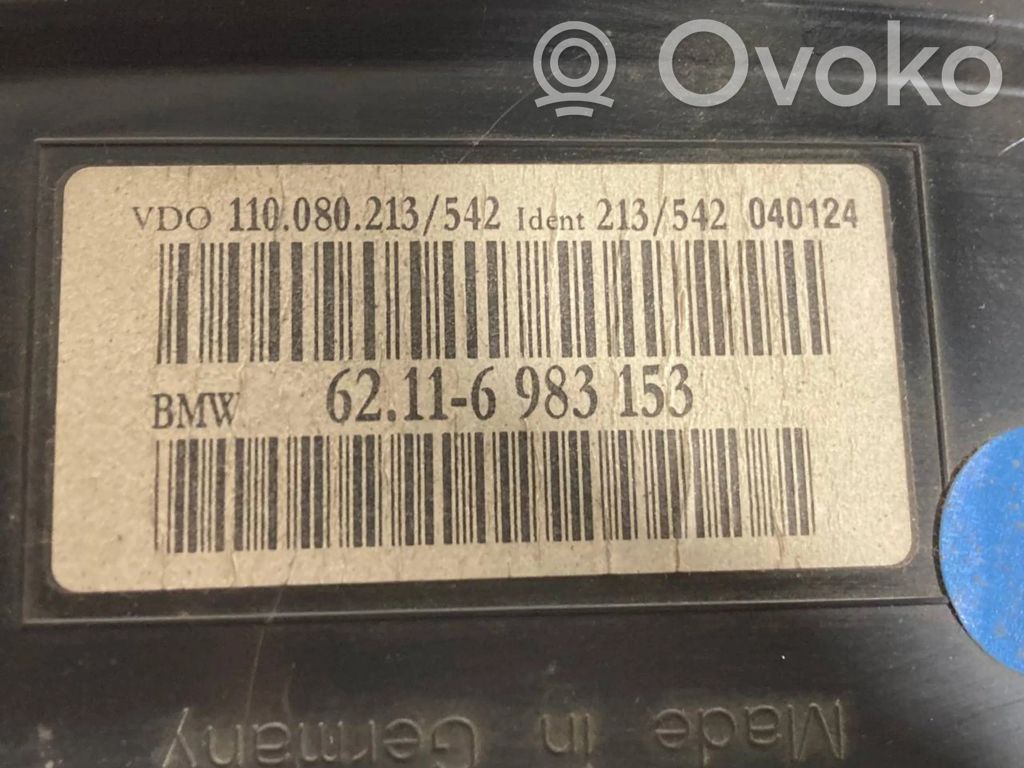 Ovoko
VDO 110.080.213/542 Ident 213/542 040124
BMW 62.11-6 983 153
Made in Germany